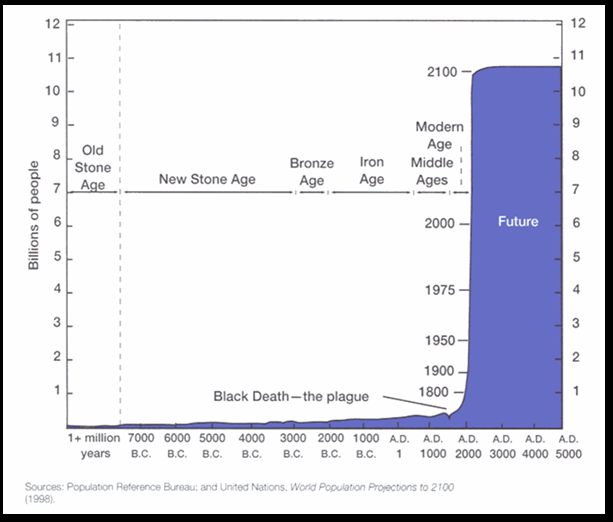 12
11
10
9
8
7
6
5
4
3
2
1
Billions of people
12
11
10
9
8
7
6
5
4
3
2
1
Old
Stone
Age
New Stone Age
Bronze
Age
Iron
Age
Middle
Ages
Modern
Age
2100
2000
1975
1950
1900
1800
Future
Black Death—the plague
1+ million
years
7000
B.C.
6000
B.C.
5000
B.C.
4000
B.C.
3000
B.C.
2000
B.C.
1000
B.C.
A.D.
1
A.D.
1000
A.D.
2000
A.D.
3000
A.D.
4000
A.D.
5000
Sources: Population Reference Bureau; and United Nations, World Population Projections to 2100
(1998).